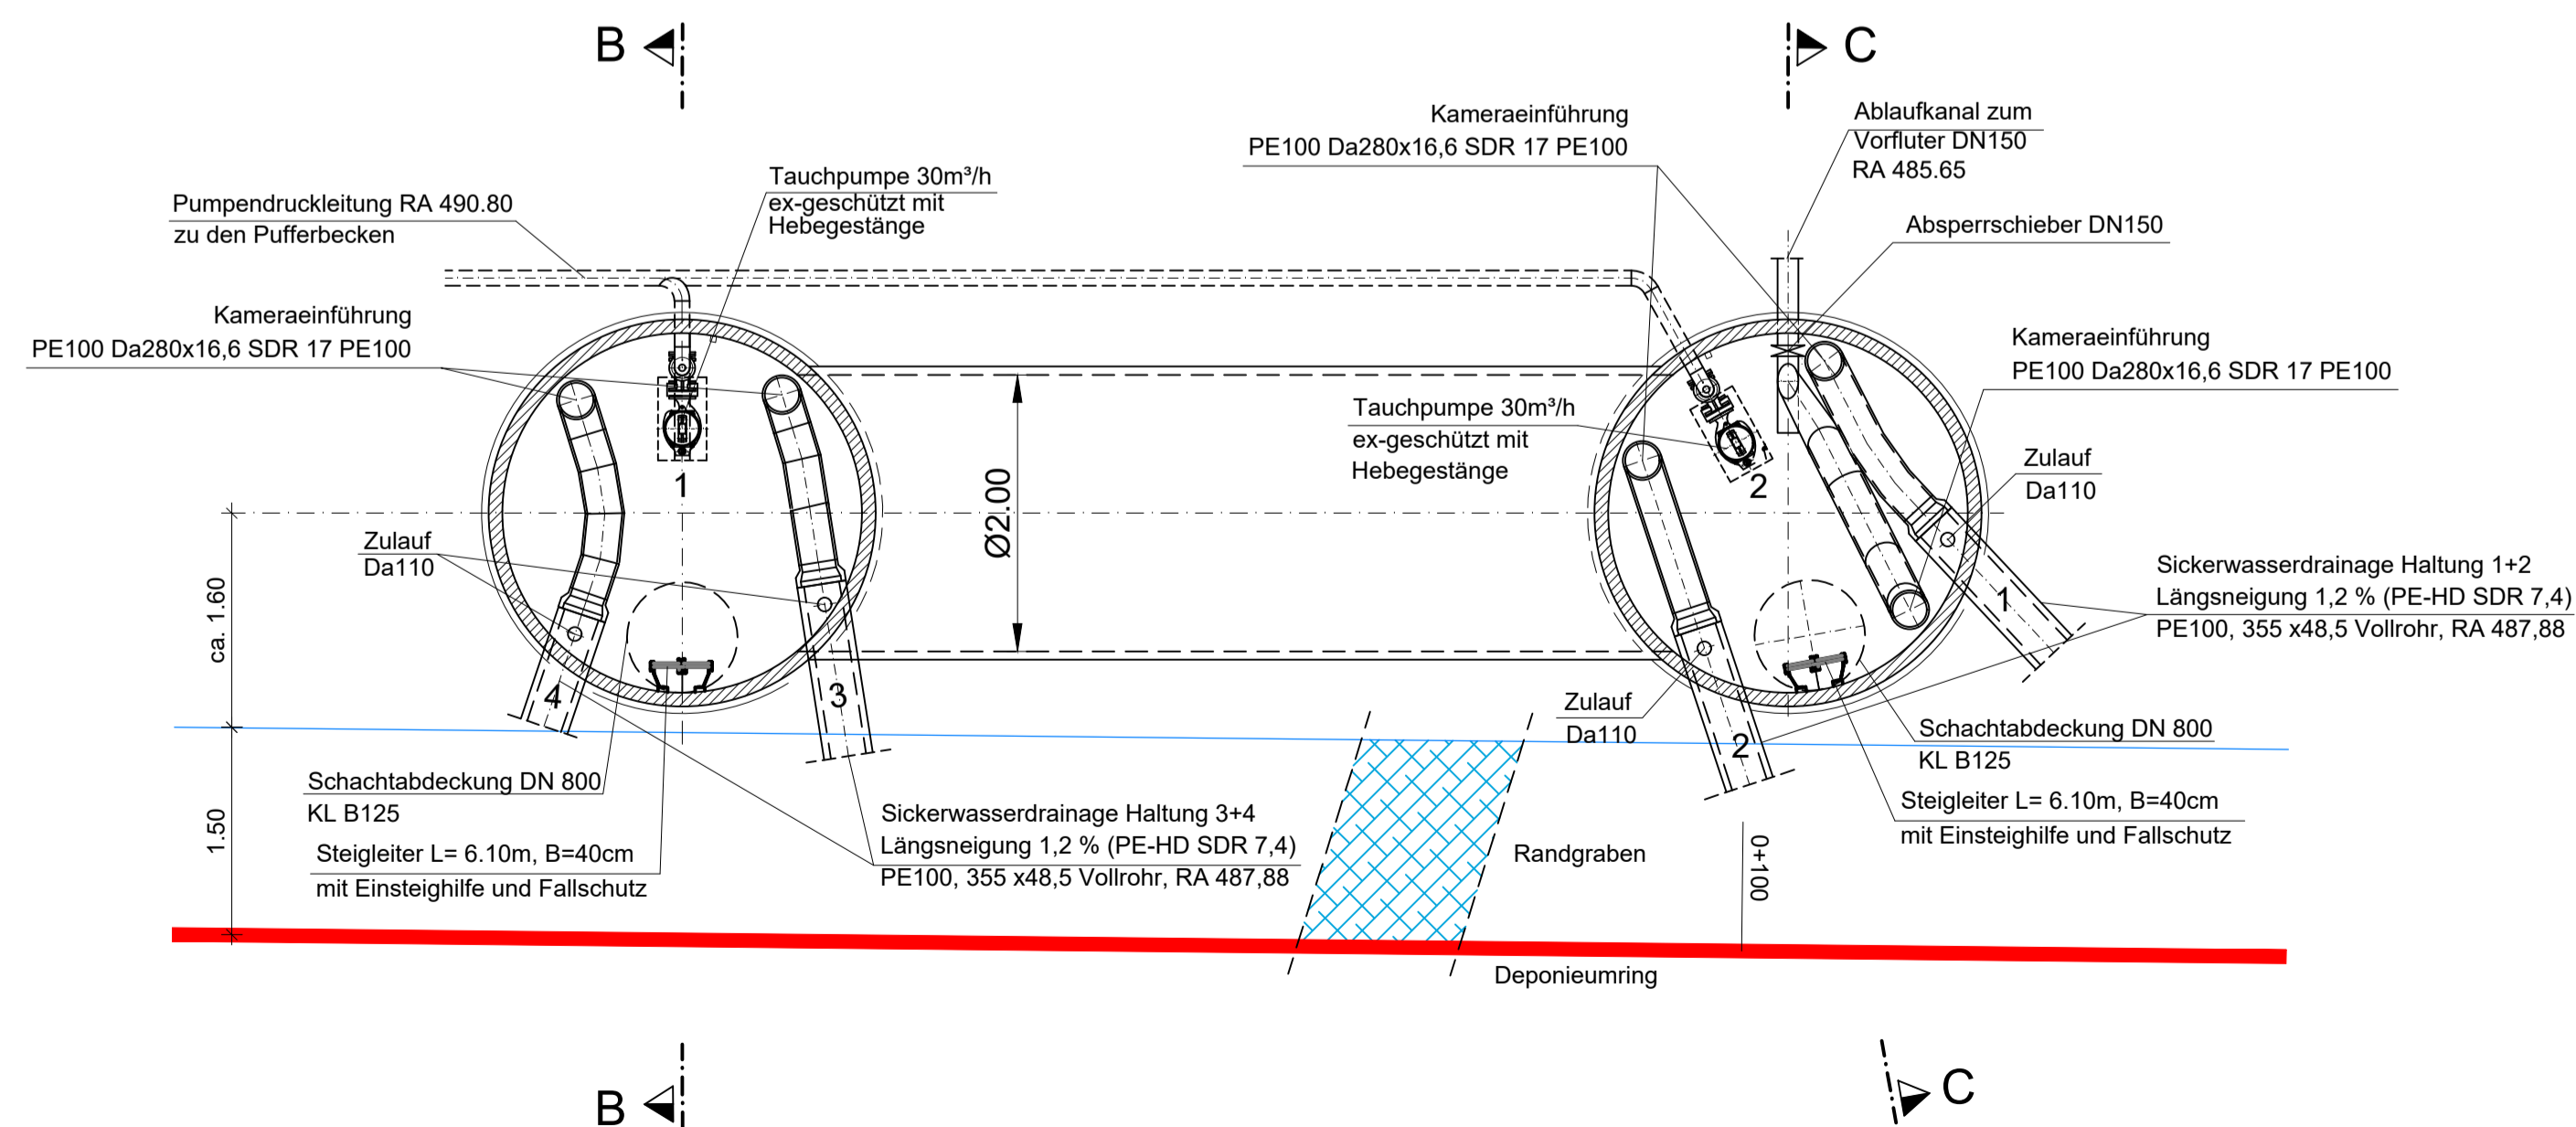 B
C
Kameraeinführung
PE100 Da280x16,6 SDR 17 PE100
Ablaufkanal zum
Vorfluter DN150
RA 485.65
Tauchpumpe 30m³/h
ex-geschützt mit
Hebegestänge
Pumpendruckleitung RA 490.80
zu den Pufferbecken
Absperrschieber DN150
Kameraeinführung
PE100 Da280x16,6 SDR 17 PE100
Kameraeinführung
PE100 Da280x16,6 SDR 17 PE100
Tauchpumpe 30m³/h
ex-geschützt mit
Hebegestänge
Zulauf
Da110
1
2
Ø2.00
Zulauf
Da110
ca. 1.60
Sickerwasserdrainage Haltung 1+2
Längsneigung 1,2 % (PE-HD SDR 7,4)
PE100, 355 x48,5 Vollrohr, RA 487,88
1
4
3
Zulauf
Da110
2
Schachtabdeckung DN 800
KL B125
Schachtabdeckung DN 800
KL B125
Steigleiter L= 6.10m, B=40cm
mit Einsteighilfe und Fallschutz
Sickerwasserdrainage Haltung 3+4
Längsneigung 1,2 % (PE-HD SDR 7,4)
PE100, 355 x48,5 Vollrohr, RA 487,88
1.50
Steigleiter L= 6.10m, B=40cm
mit Einsteighilfe und Fallschutz
Randgraben
0+100
Deponieumring
B
C